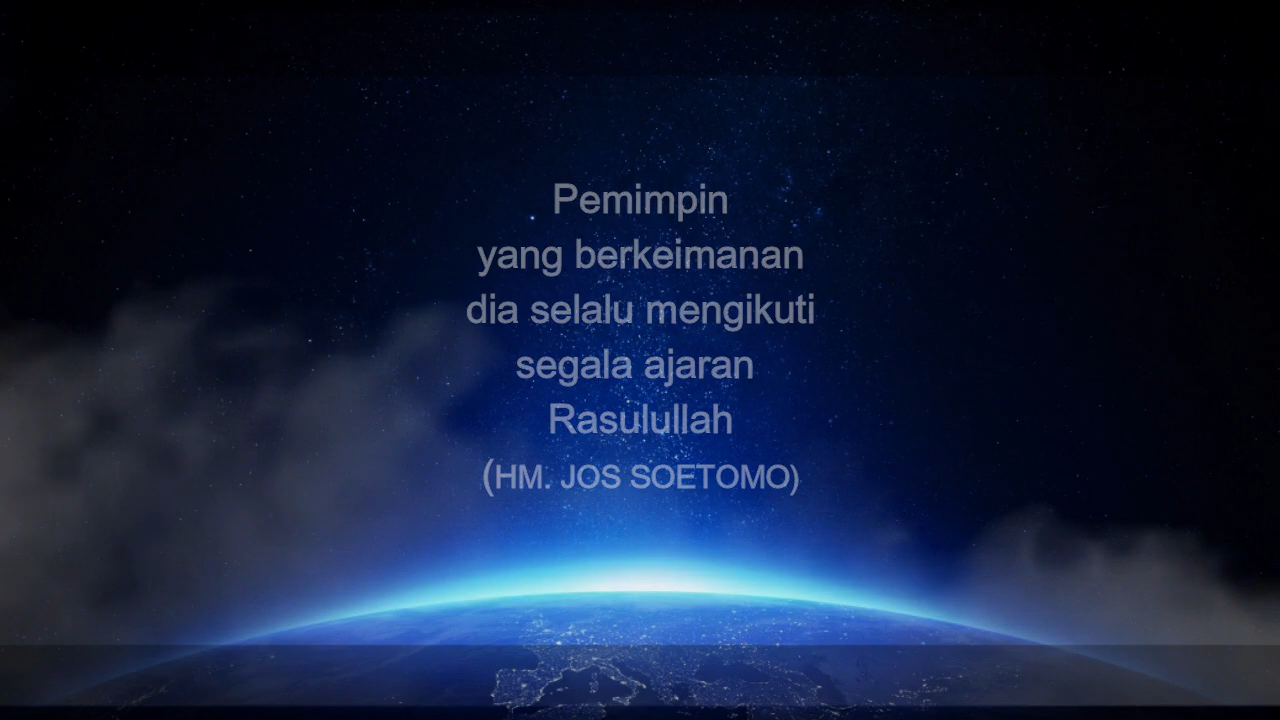 Pemimpin
yang berkeimanan
dia selalu mengikuti
segala ajaran
Rasulullah
(HM. JOS SOETOMO)